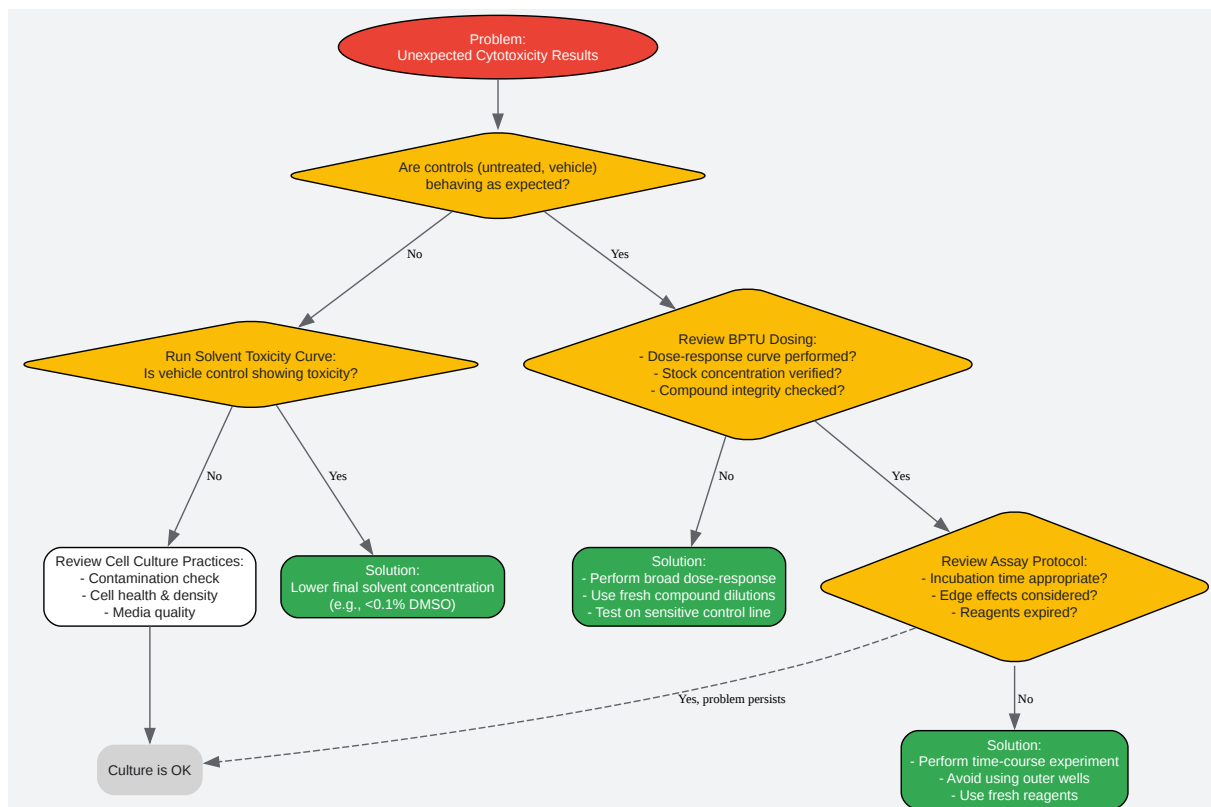 Problem:
Unexpected Cytotoxicity Results
Are controls (untreated, vehicle)
behaving as expected?
No
Yes
Run Solvent Toxicity Curve:
Is vehicle control showing toxicity?
Review BPTU Dosing:
- Dose-response curve performed?
- Stock concentration verified?
- Compound integrity checked?
No
Yes
No
Yes
Review Cell Culture Practices:
- Contamination check
- Cell health & density
- Media quality
Solution:
Lower final solvent concentration
(e.g., <0.1% DMSO)
Solution:
- Perform broad dose-response
- Use fresh compound dilutions
- Test on sensitive control line
Review Assay Protocol:
- Incubation time appropriate?
- Edge effects considered?
- Reagents expired?
Yes, problem persists
No
Culture is OK
Solution:
- Perform time-course experiment
- Avoid using outer wells
- Use fresh reagents